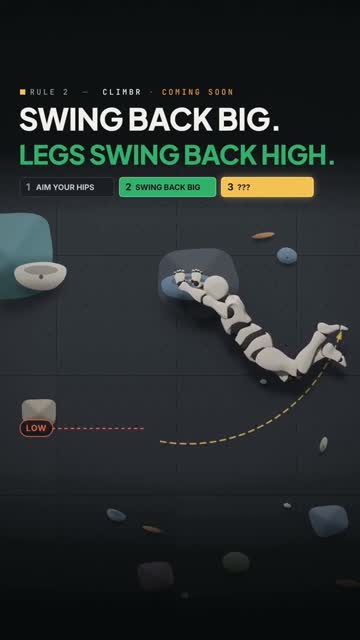 RULE 2 — CLIMBR · COMING SOON
SWING BACK BIG.
LEGS SWING BACK HIGH.
1 AIM YOUR HIPS 2 SWING BACK BIG 3 ???
LOW